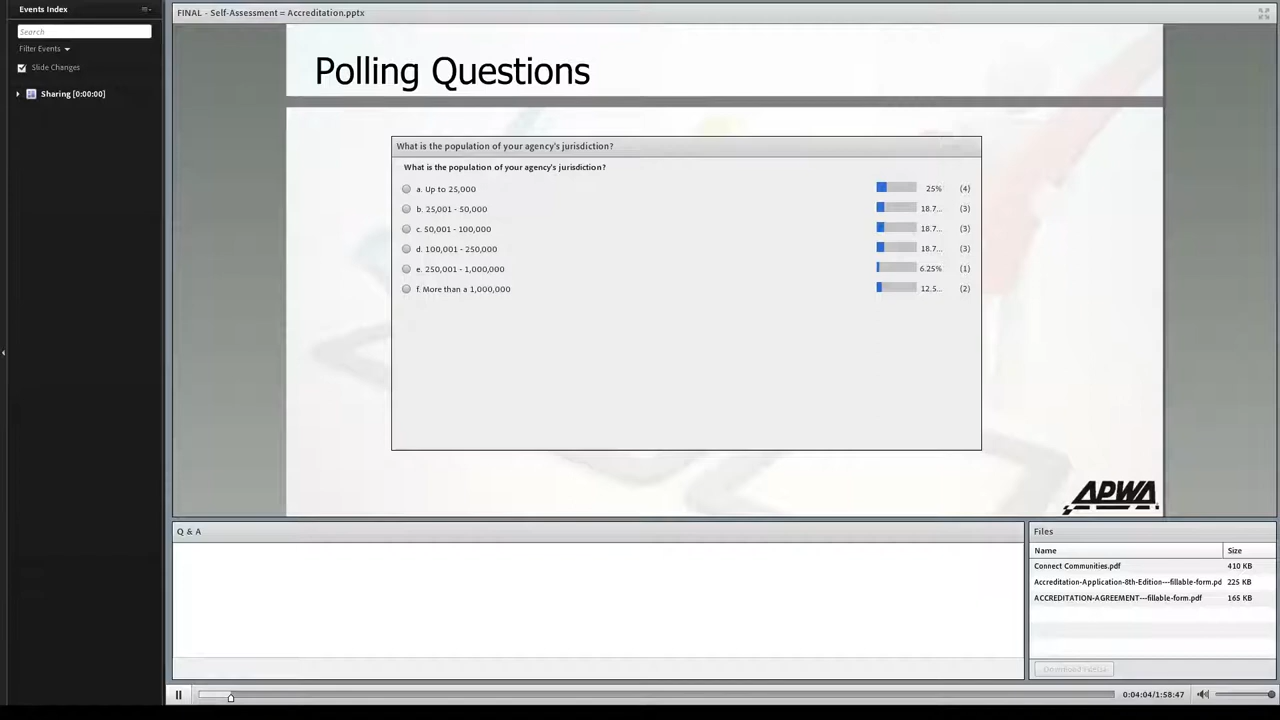 Events Index
Search
Filter Events
Slide Changes
Sharing [0:00:00]
FINAL - Self-Assessment = Accreditation.pptx
Polling Questions
What is the population of your agency's jurisdiction?
What is the population of your agency's jurisdiction?
a. Up to 25,000 25% (4)
b. 25,001 - 50,000 18.7... (3)
c. 50,001 - 100,000 18.7... (3)
d. 100,001 - 250,000 18.7... (3)
e. 250,001 - 1,000,000 6.25% (1)
f. More than a 1,000,000 12.5... (2)
APWA
Q & A
Files
Name Size
Connect Communities.pdf 410 KB
Accreditation-Application-8th-Edition---fillable-form.pd 225 KB
ACCREDITATION-AGREEMENT---fillable-form.pdf 165 KB
Download File(s)
0:04:04/1:58:47